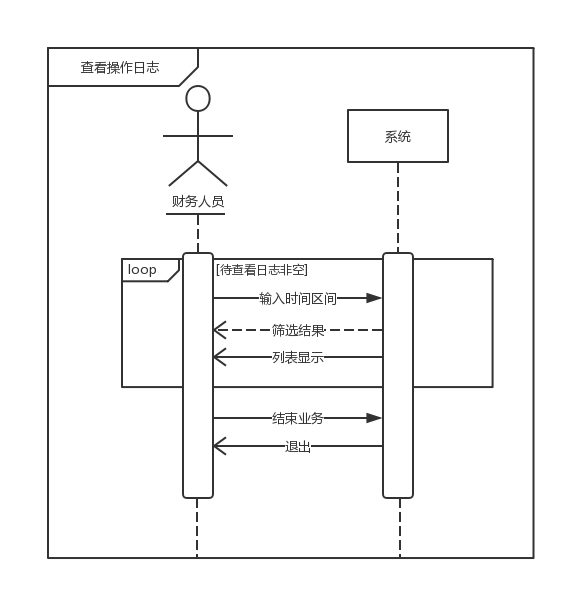 查看操作日志
系统
财务人员
loop
[待查看日志非空]
输入时间区间
筛选结果
列表显示
结束业务
退出